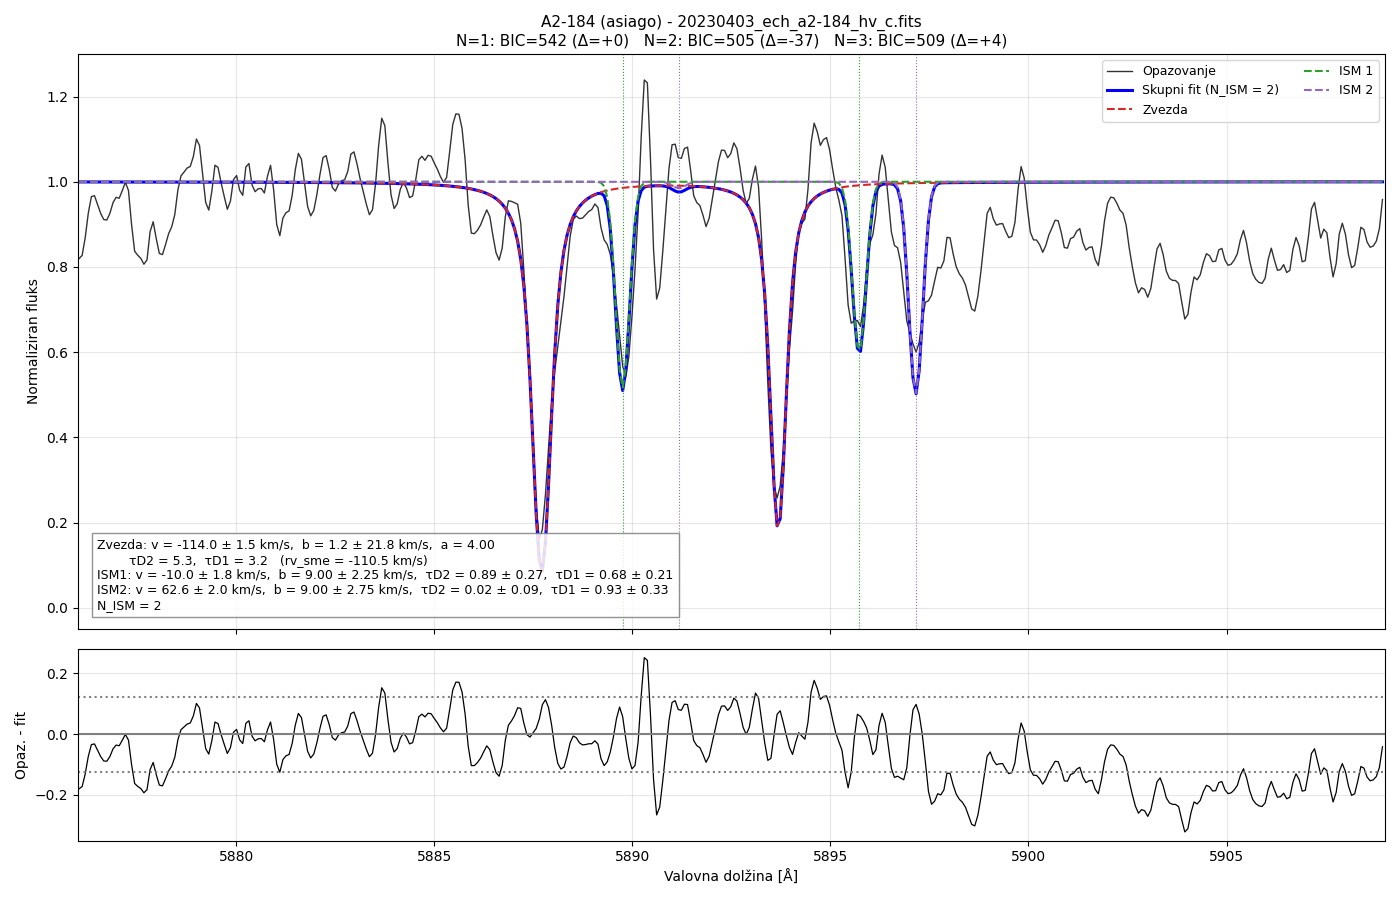 A2-184 (asiago) - 20230403_ech_a2-184_hv_c.fits
N=1: BIC=542 (Δ=+0)   N=2: BIC=505 (Δ=-37)   N=3: BIC=509 (Δ=+4)
Opazovanje
Skupni fit (N_ISM = 2)
Zvezda
ISM 1
ISM 2
Normaliziran fluks
1.2
1.0
0.8
0.6
0.4
0.2
0.0
Zvezda: v = -114.0 ± 1.5 km/s,  b = 1.2 ± 21.8 km/s,  a = 4.00
τD2 = 5.3,  τD1 = 3.2   (rv_sme = -110.5 km/s)
ISM1: v = -10.0 ± 1.8 km/s,  b = 9.00 ± 2.25 km/s,  τD2 = 0.89 ± 0.27,  τD1 = 0.68 ± 0.21
ISM2: v = 62.6 ± 2.0 km/s,  b = 9.00 ± 2.75 km/s,  τD2 = 0.02 ± 0.09,  τD1 = 0.93 ± 0.33
N_ISM = 2
Opaz. - fit
0.2
0.0
−0.2
5880
5885
5890
5895
5900
5905
Valovna dolžina [Å]